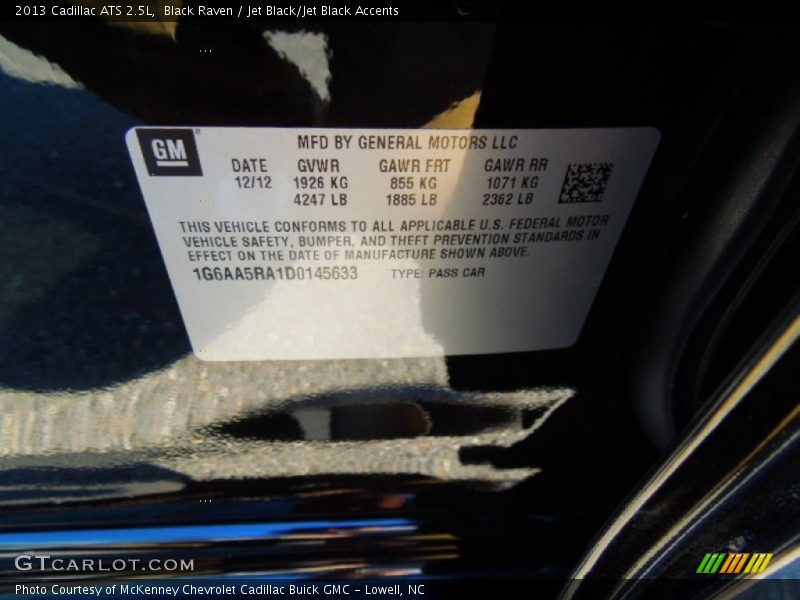 2013 Cadillac ATS 2.5L,  Black Raven / Jet Black/Jet Black Accents
GM
MFD BY GENERAL MOTORS LLC
DATE GVWR GAWR FRT GAWR RR
12/12 1926 KG 855 KG 1071 KG
4247 LB 1885 LB 2362 LB
THIS VEHICLE CONFORMS TO ALL APPLICABLE U.S. FEDERAL MOTOR
VEHICLE SAFETY, BUMPER, AND THEFT PREVENTION STANDARDS IN
EFFECT ON THE DATE OF MANUFACTURE SHOWN ABOVE.
1G6AA5RA1D0145633 TYPE: PASS CAR
GTCARLOT.COM
Photo Courtesy of McKenney Chevrolet Cadillac Buick GMC - Lowell, NC